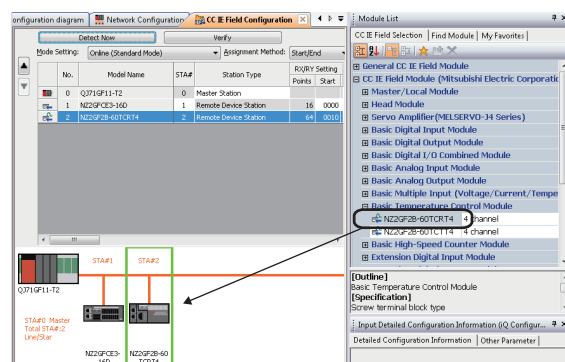 onfiguration diagram Network Configuration CC IE Field Configuration
Detect Now Verify
Mode Setting: Online (Standard Mode) Assignment Method: Start/End
No. Model Name STA# Station Type RX/RY Setting
Points Start
0 QJ71GF11-T2 0 Master Station
1 NZ2GFCE3-16D 1 Remote Device Station 16 0000
2 NZ2GF2B-60TCRT4 2 Remote Device Station 64 0010
STA#1 STA#2
QJ71GF11-T2
STA#0 Master
Total STA#:2
Line/Star
NZ2GFCE3-16D
NZ2GF2B-60TCRT4
Module List
CC IE Field Selection Find Module My Favorites
General CC IE Field Module
CC IE Field Module (Mitsubishi Electric Corporatic
Master/Local Module
Head Module
Servo Amplifier(MELSERVO-J4 Series)
Basic Digital Input Module
Basic Digital Output Module
Basic Digital I/O Combined Module
Basic Analog Input Module
Basic Analog Output Module
Basic Multiple Input (Voltage/Current/Tempe
Basic Temperature Control Module
NZ2GF2B-60TCRT4 4 channel
NZ2GF2B-60TCTT4 4 channel
Basic High-Speed Counter Module
Extension Digital Input Module
[Outline]
Basic Temperature Control Module
[Specification]
Screw terminal block type
Input Detailed Configuration Information (iQ Configur...
Detailed Configuration Information Other Parameter